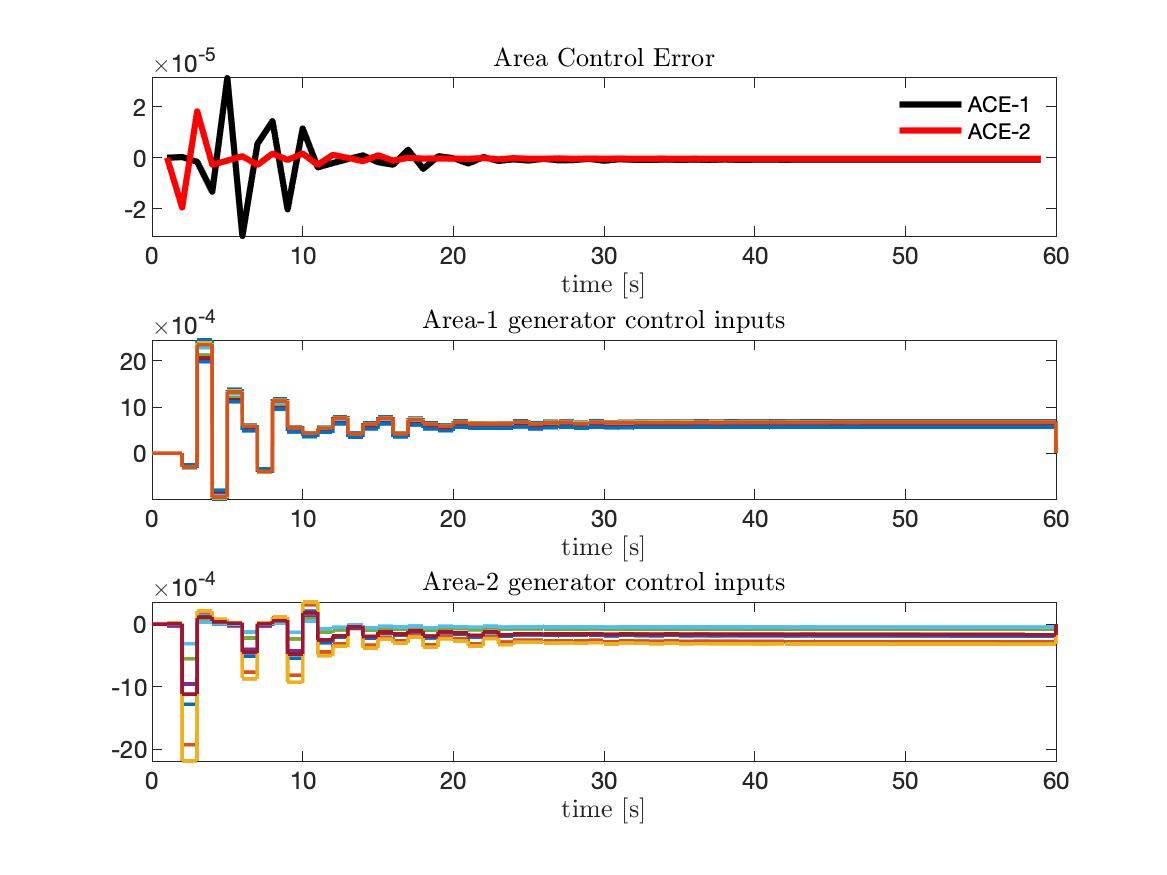 Area Control Error
×10-5
2
0
-2
ACE-1
ACE-2
0 10 20 30 40 50 60
time [s]
Area-1 generator control inputs
×10-4
20
10
0
0 10 20 30 40 50 60
time [s]
Area-2 generator control inputs
×10-4
0
-10
-20
0 10 20 30 40 50 60
time [s]